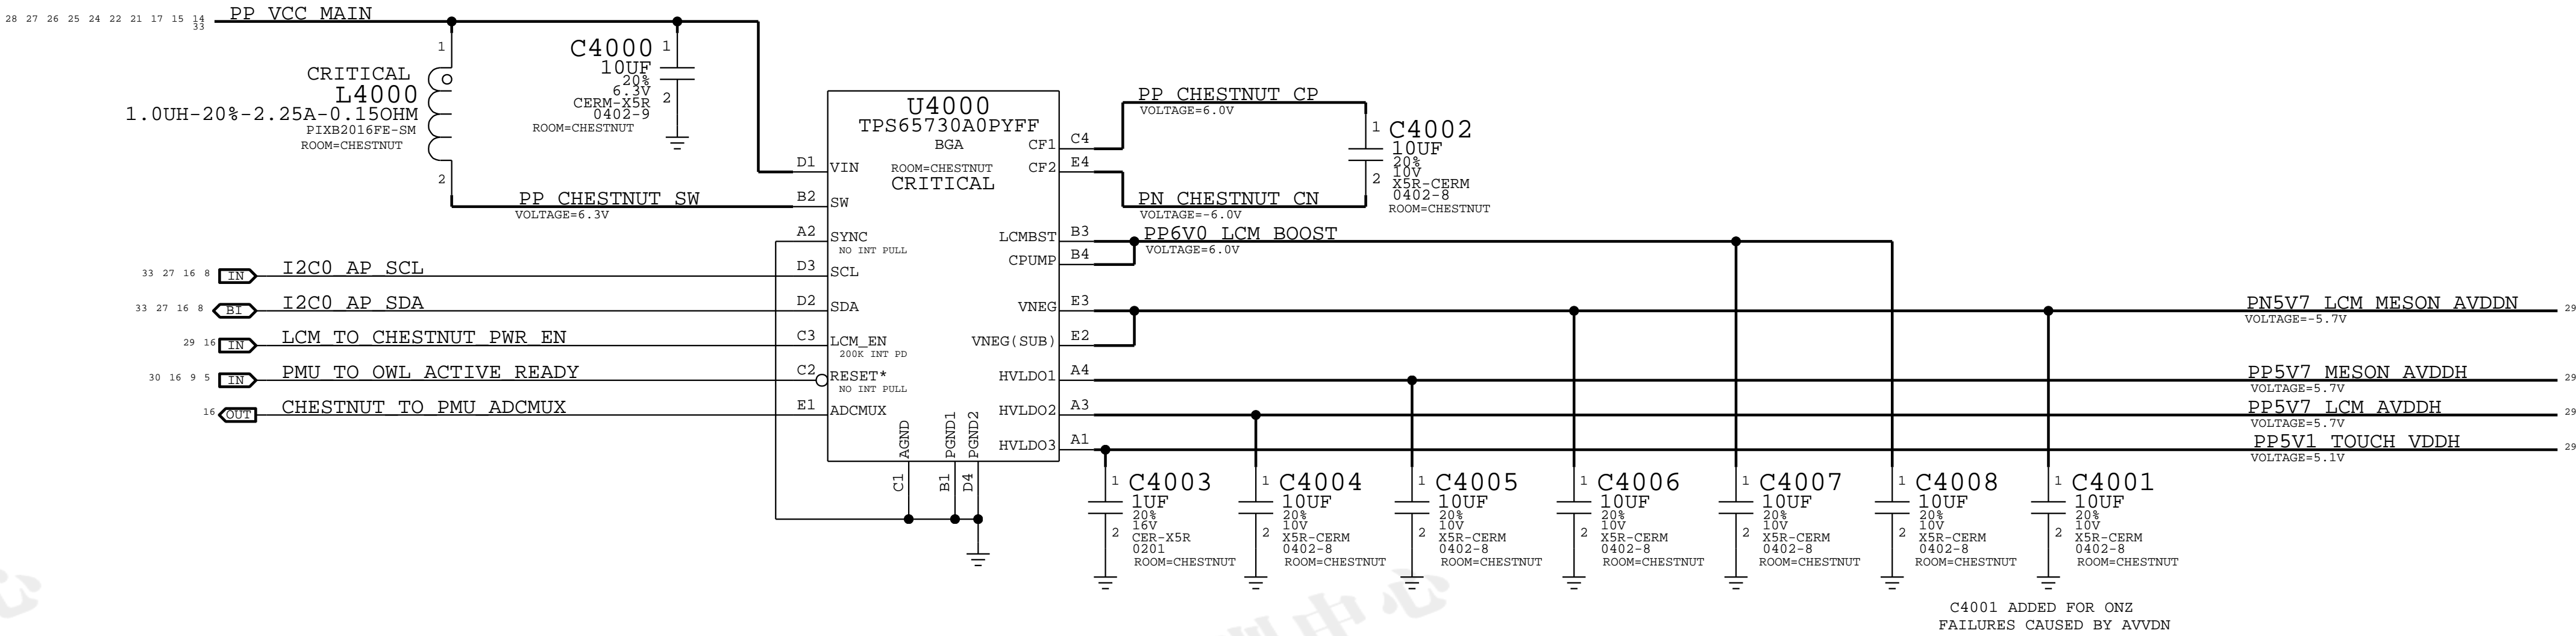 28 27 26 25 24 22 21 17 15 14
33
PP VCC MAIN
1
CRITICAL
L4000
1.0UH-20%-2.25A-0.15OHM
PIXB2016FE-SM
ROOM=CHESTNUT
2
C4000
1
10UF
20%
6.3V
2
CERM-X5R
0402-9
ROOM=CHESTNUT
PP CHESTNUT SW
VOLTAGE=6.3V
33 27 16 8 IN I2C0 AP SCL
33 27 16 8 BI I2C0 AP SDA
29 16 IN LCM TO CHESTNUT PWR EN
30 16 9 5 IN PMU TO OWL ACTIVE READY
16 OUT CHESTNUT TO PMU ADCMUX
U4000
TPS65730A0PYFF
BGA
ROOM=CHESTNUT
CRITICAL
D1 VIN
B2 SW
A2 SYNC
NO INT PULL
D3 SCL
D2 SDA
C3 LCM_EN
200K INT PD
C2 RESET*
NO INT PULL
E1 ADCMUX
AGND
PGND1
PGND2
C1
B1
D4
CF1 C4
CF2 E4
LCMBST B3
CPUMP B4
VNEG E3
VNEG(SUB) E2
HVLDO1 A4
HVLDO2 A3
HVLDO3 A1
PP CHESTNUT CP
VOLTAGE=6.0V
PN CHESTNUT CN
VOLTAGE=-6.0V
1 C4002
10UF
20%
10V
2 X5R-CERM
0402-8
ROOM=CHESTNUT
PP6V0 LCM BOOST
VOLTAGE=6.0V
PN5V7 LCM MESON AVDDN 29
VOLTAGE=-5.7V
PP5V7 MESON AVDDH 29
VOLTAGE=5.7V
PP5V7 LCM AVDDH 29
VOLTAGE=5.7V
PP5V1 TOUCH VDDH 29
VOLTAGE=5.1V
1 C4003
1UF
20%
16V
2 CER-X5R
0201
ROOM=CHESTNUT
1 C4004
10UF
20%
10V
2 X5R-CERM
0402-8
ROOM=CHESTNUT
1 C4005
10UF
20%
10V
2 X5R-CERM
0402-8
ROOM=CHESTNUT
1 C4006
10UF
20%
10V
2 X5R-CERM
0402-8
ROOM=CHESTNUT
1 C4007
10UF
20%
10V
2 X5R-CERM
0402-8
ROOM=CHESTNUT
1 C4008
10UF
20%
10V
2 X5R-CERM
0402-8
ROOM=CHESTNUT
1 C4001
10UF
20%
10V
2 X5R-CERM
0402-8
ROOM=CHESTNUT
C4001 ADDED FOR ONZ
FAILURES CAUSED BY AVVDN
中心